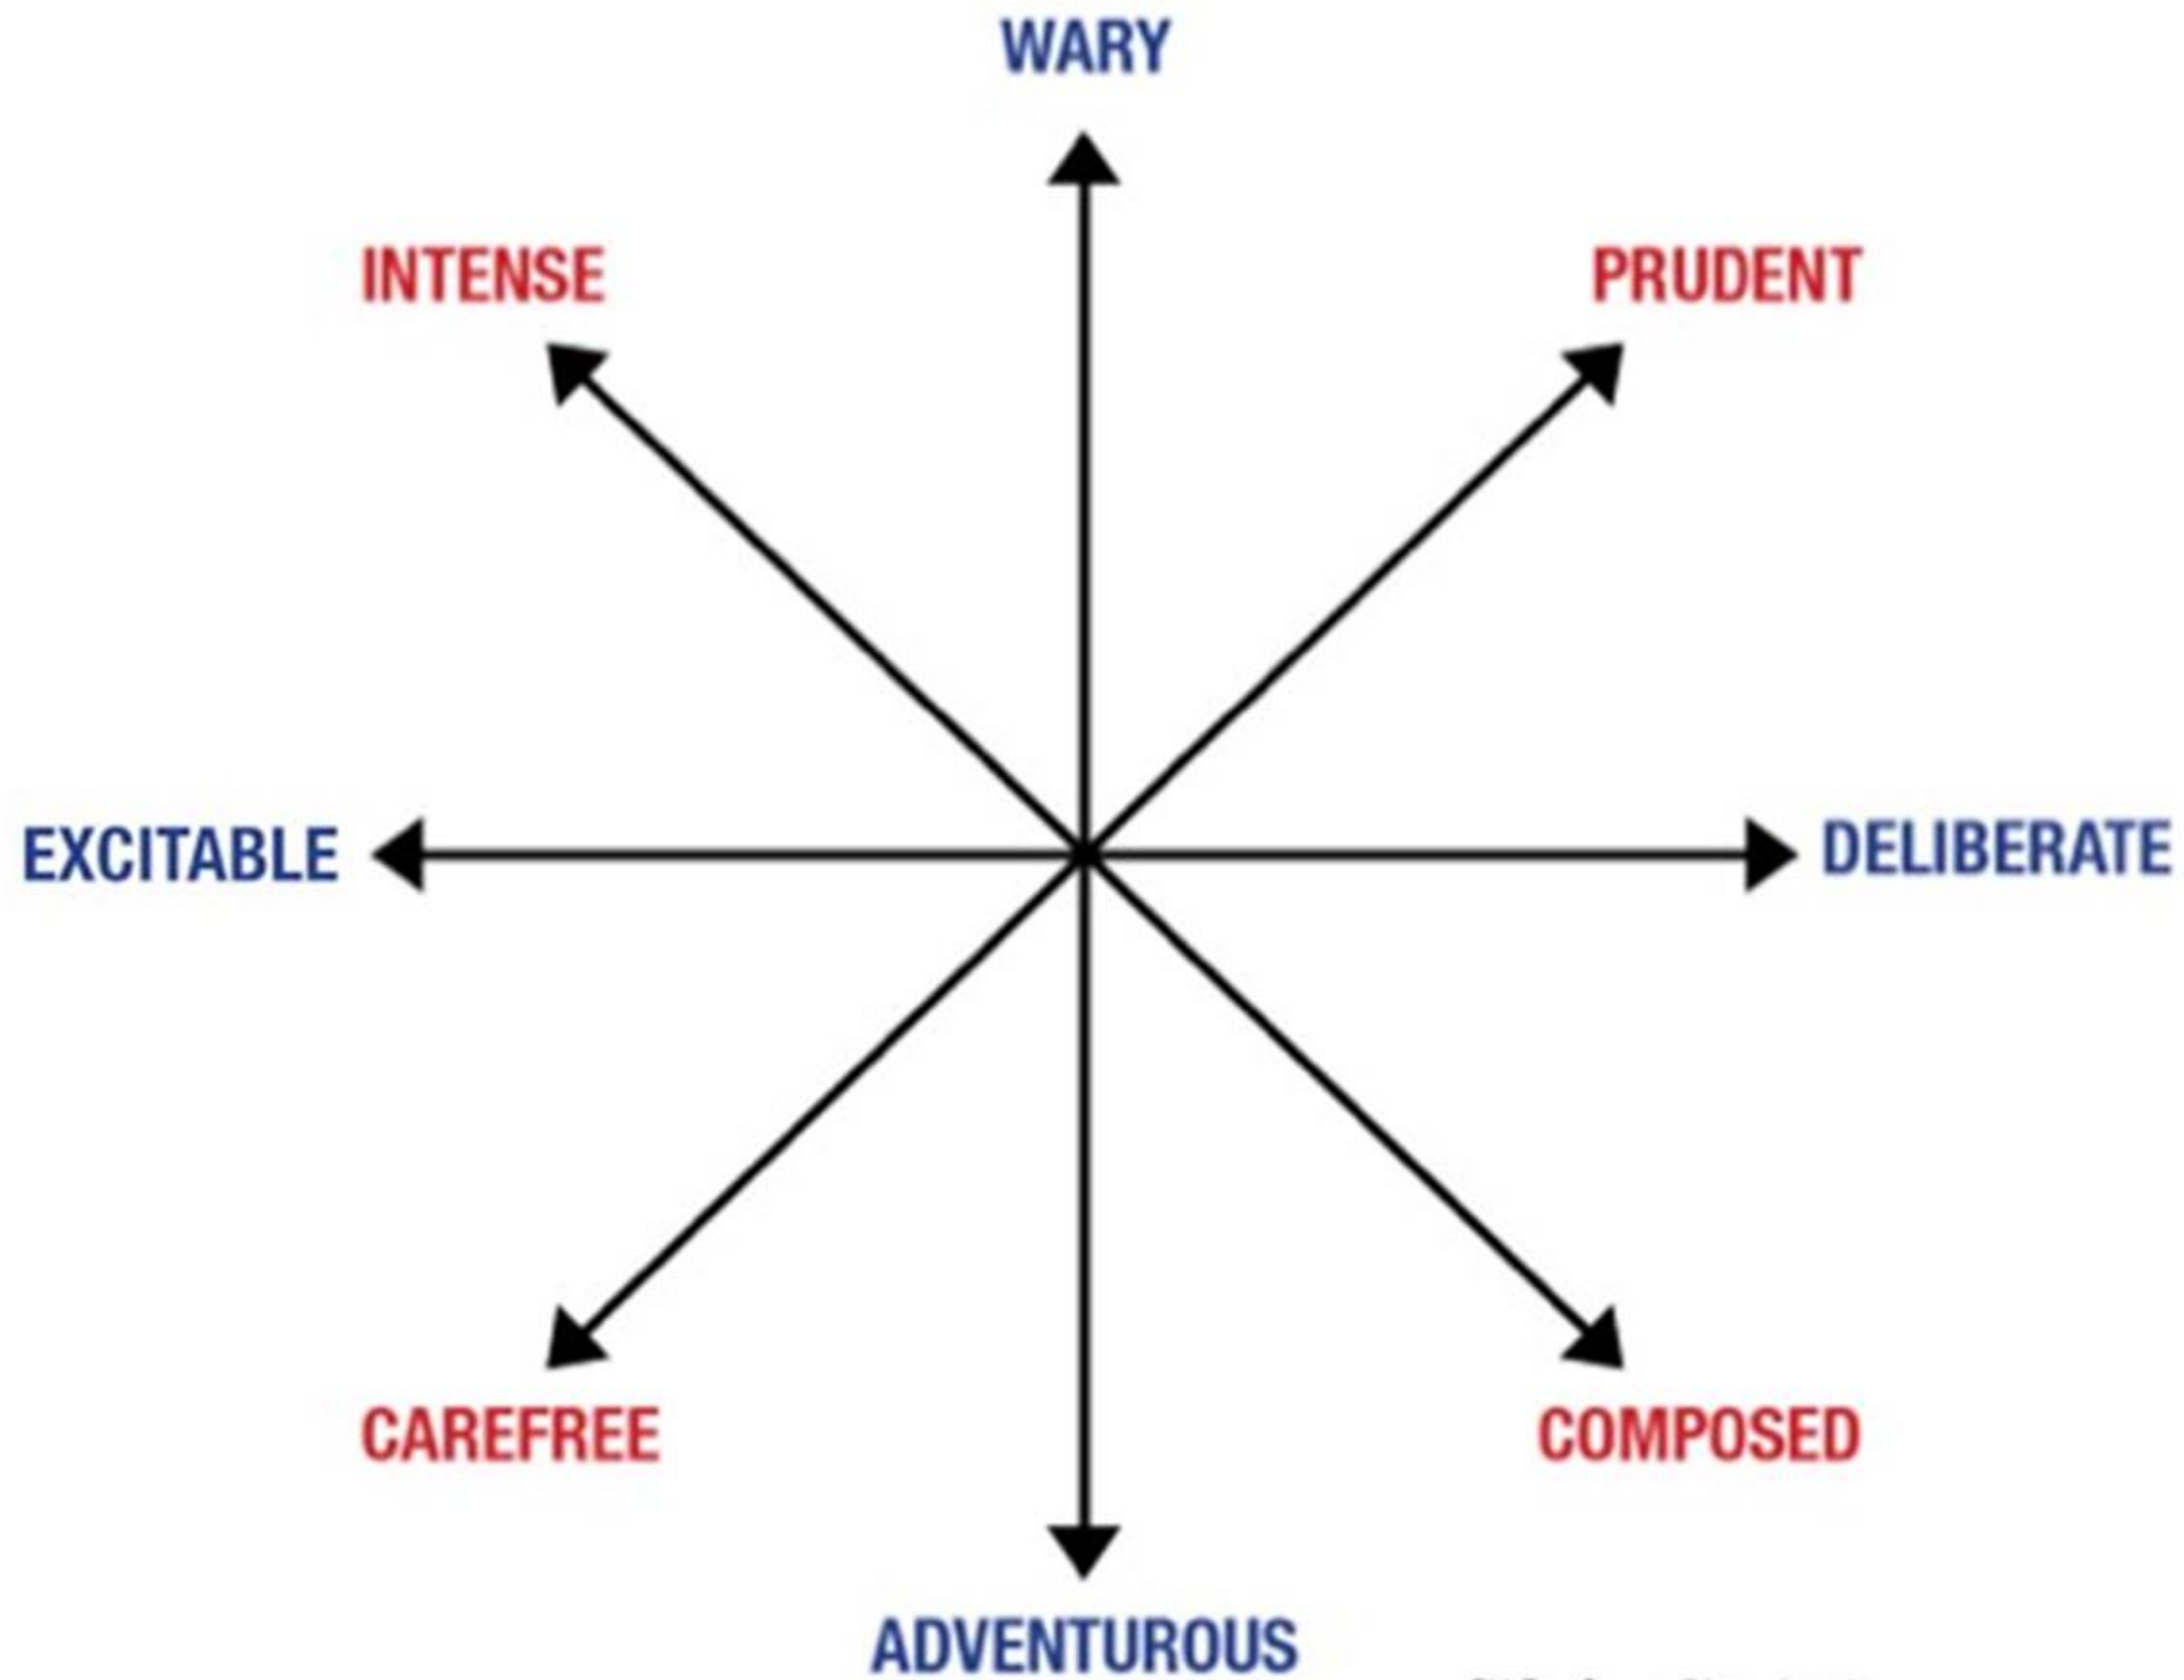 WARY
INTENSE
PRUDENT
EXCITABLE
DELIBERATE
CAREFREE
COMPOSED
ADVENTUROUS